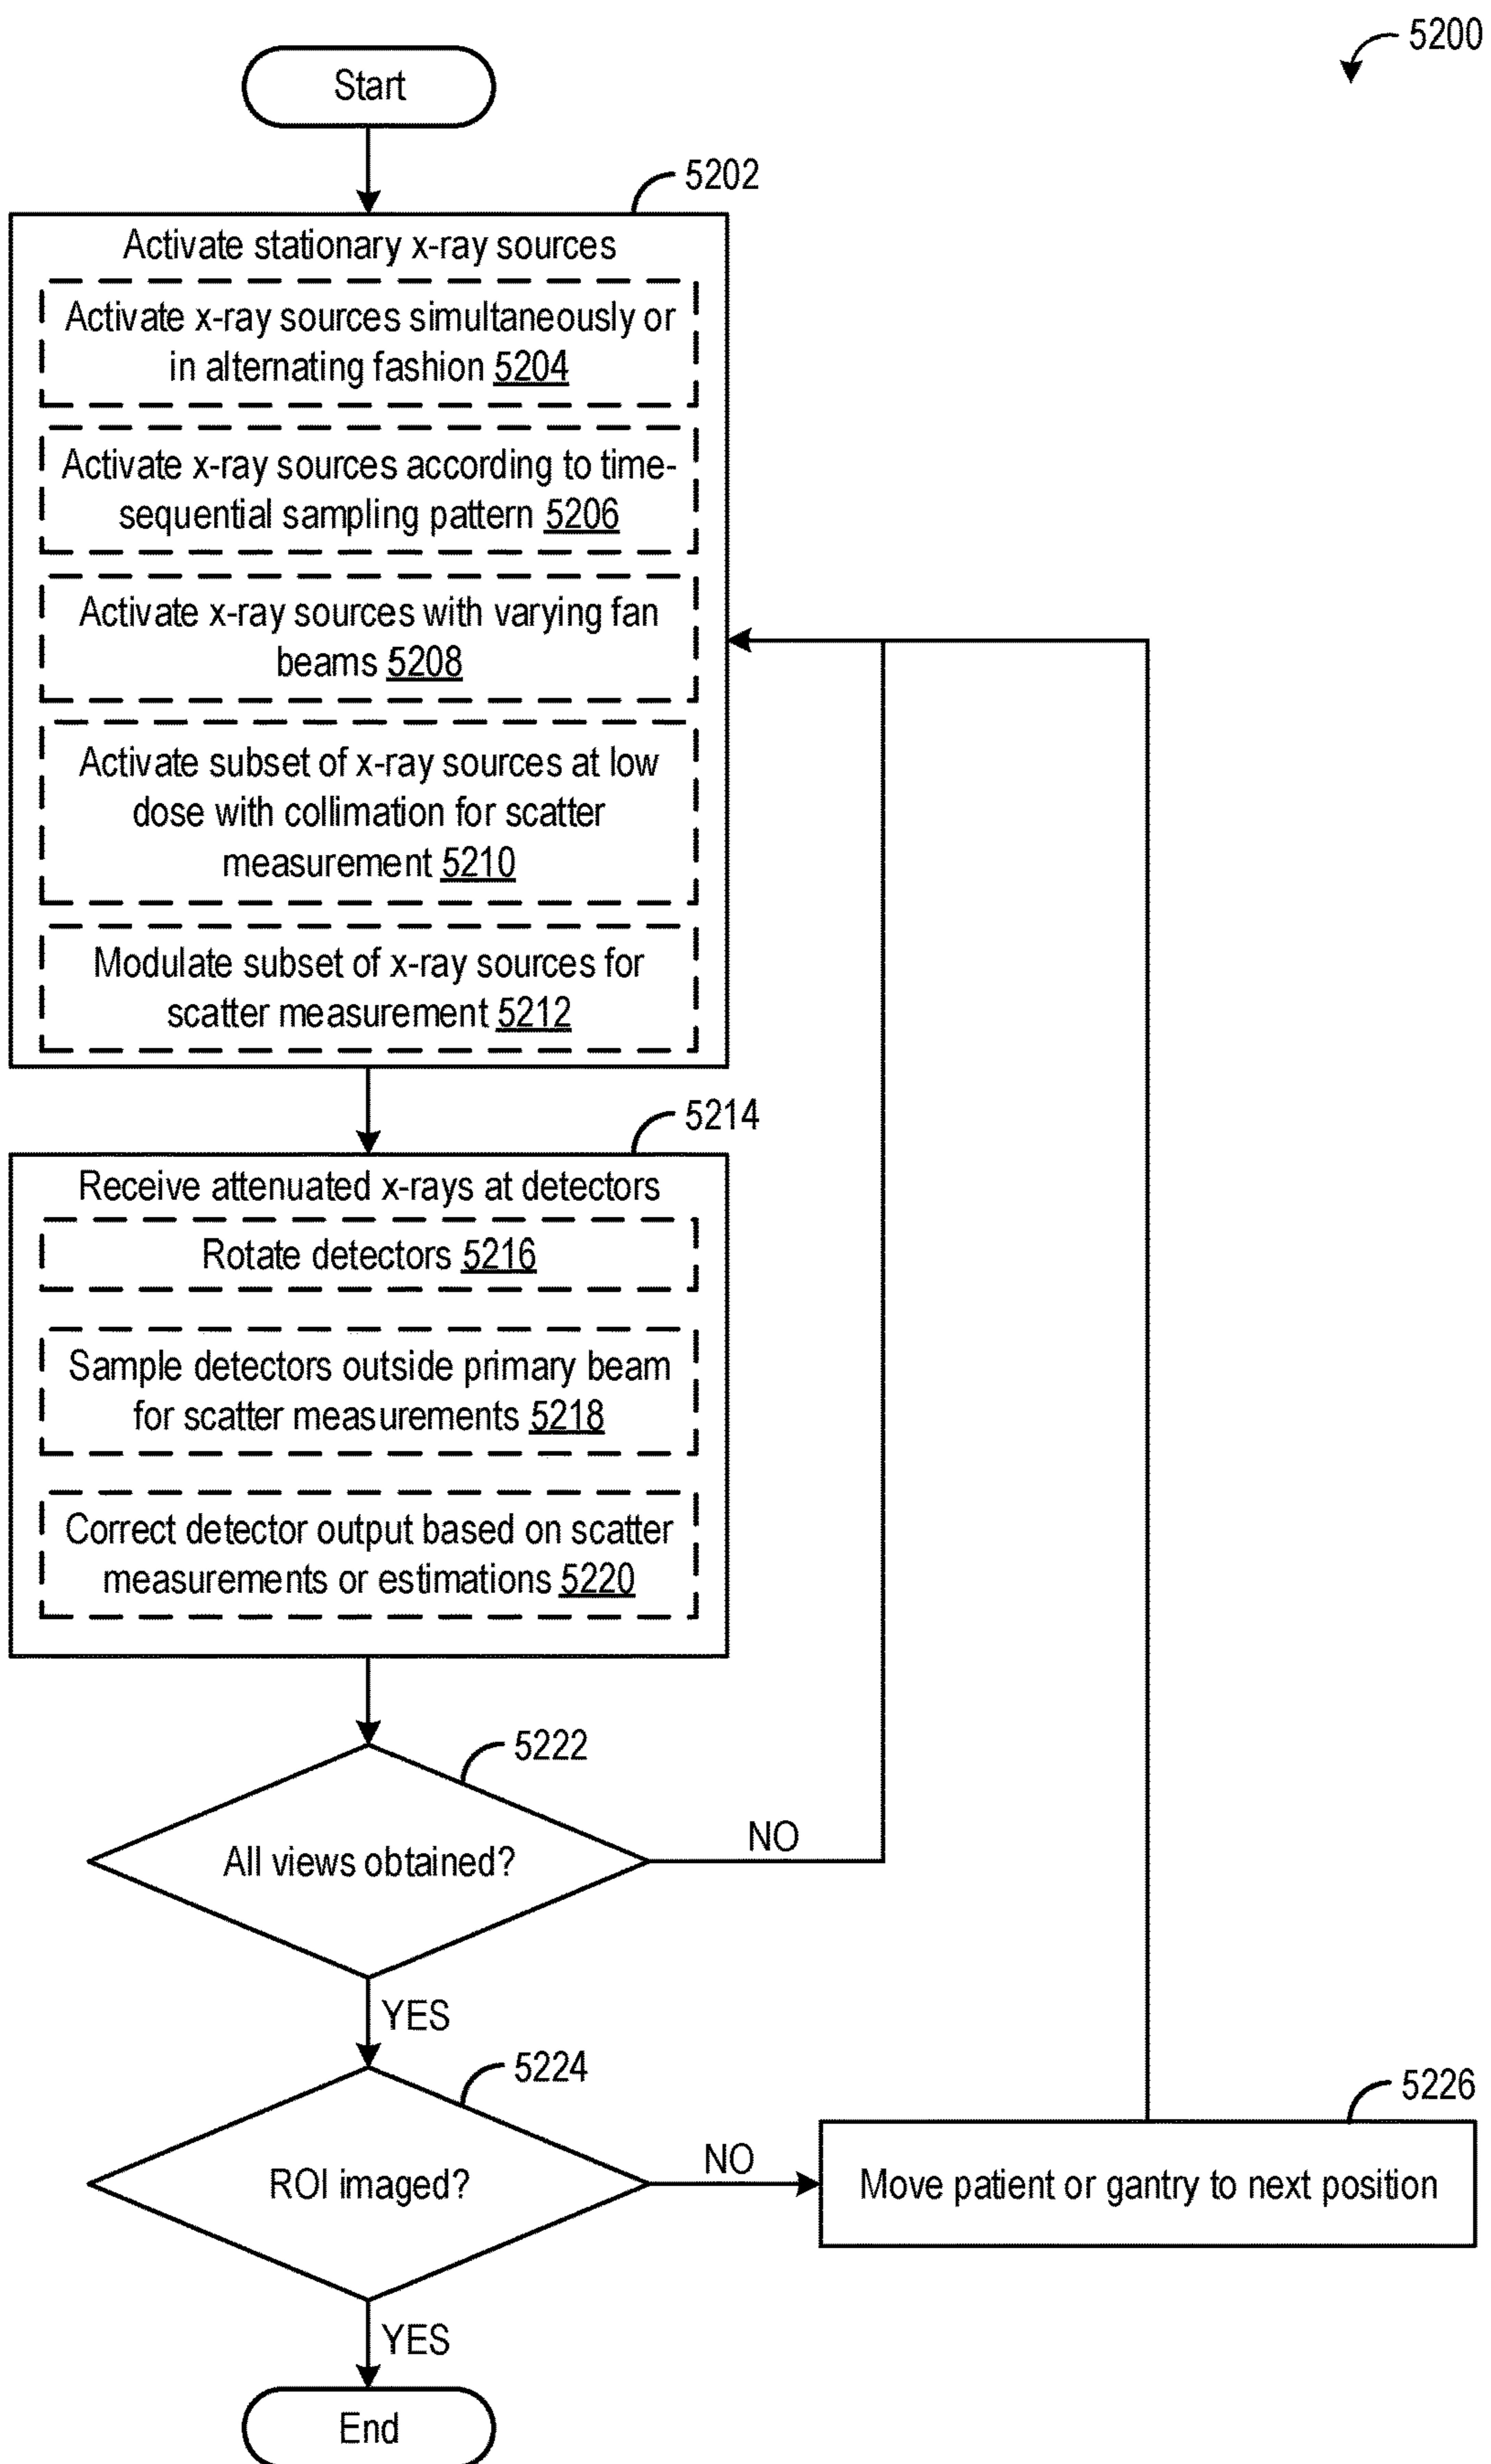 5200
Start
5202
Activate stationary x-ray sources
Activate x-ray sources simultaneously or
in alternating fashion 5204
Activate x-ray sources according to time-
sequential sampling pattern 5206
Activate x-ray sources with varying fan
beams 5208
Activate subset of x-ray sources at low
dose with collimation for scatter
measurement 5210
Modulate subset of x-ray sources for
scatter measurement 5212
5214
Receive attenuated x-rays at detectors
Rotate detectors 5216
Sample detectors outside primary beam
for scatter measurements 5218
Correct detector output based on scatter
measurements or estimations 5220
5222
All views obtained?
NO
YES
5224
ROI imaged?
NO
5226
Move patient or gantry to next position
YES
End